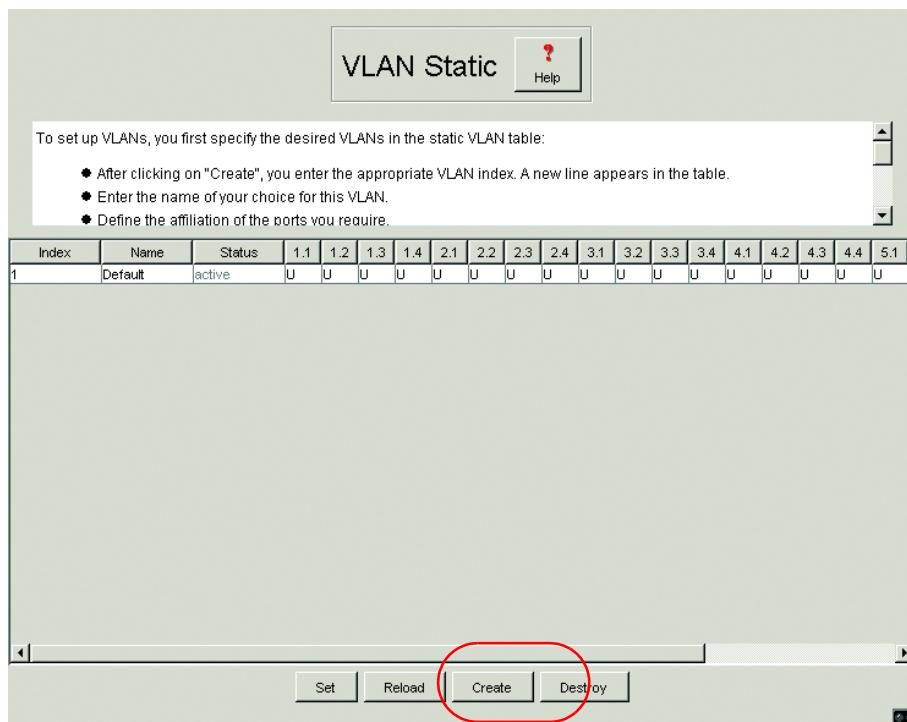 VLAN Static
?
Help
To set up VLANs, you first specify the desired VLANs in the static VLAN table:
After clicking on "Create", you enter the appropriate VLAN index. A new line appears in the table.
Enter the name of your choice for this VLAN.
Define the affiliation of the ports you require.
Index Name Status 1.1 1.2 1.3 1.4 2.1 2.2 2.3 2.4 3.1 3.2 3.3 3.4 4.1 4.2 4.3 4.4 5.1
1 Default active U U U U U U U U U U U U U U U U U
Set Reload Create Destroy